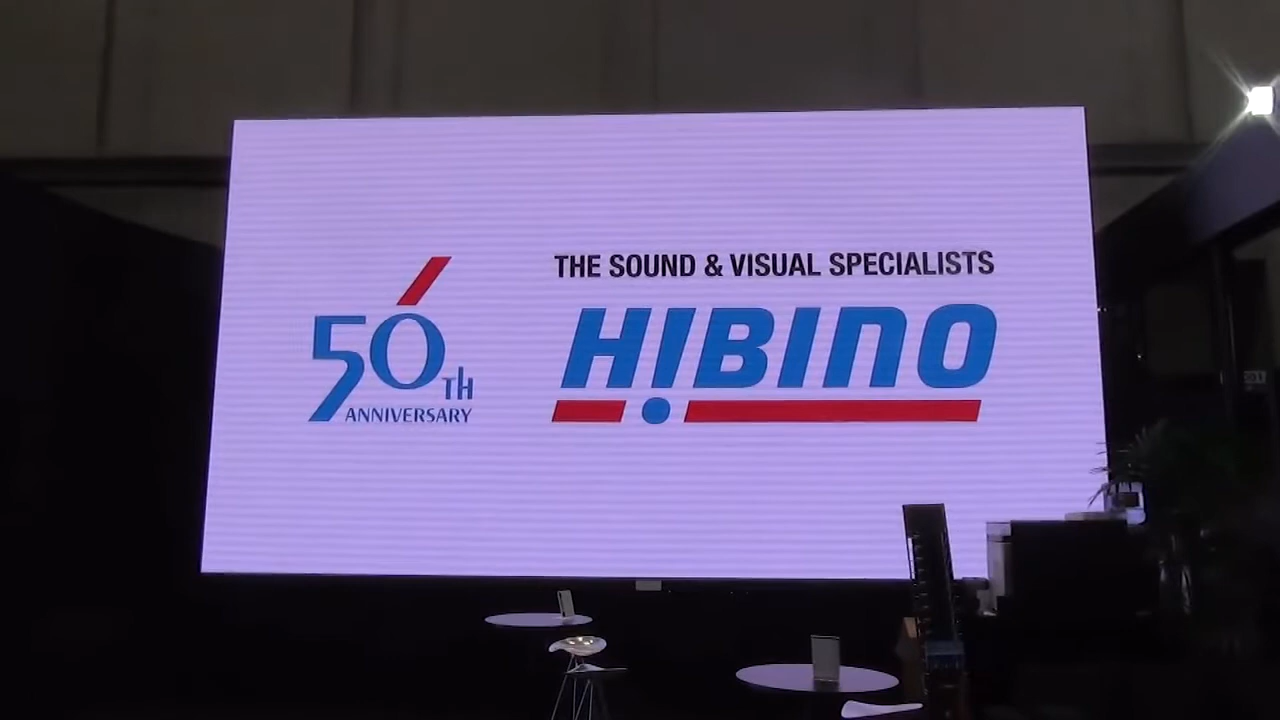 THE SOUND & VISUAL SPECIALISTS
HIBINO
50TH
ANNIVERSARY